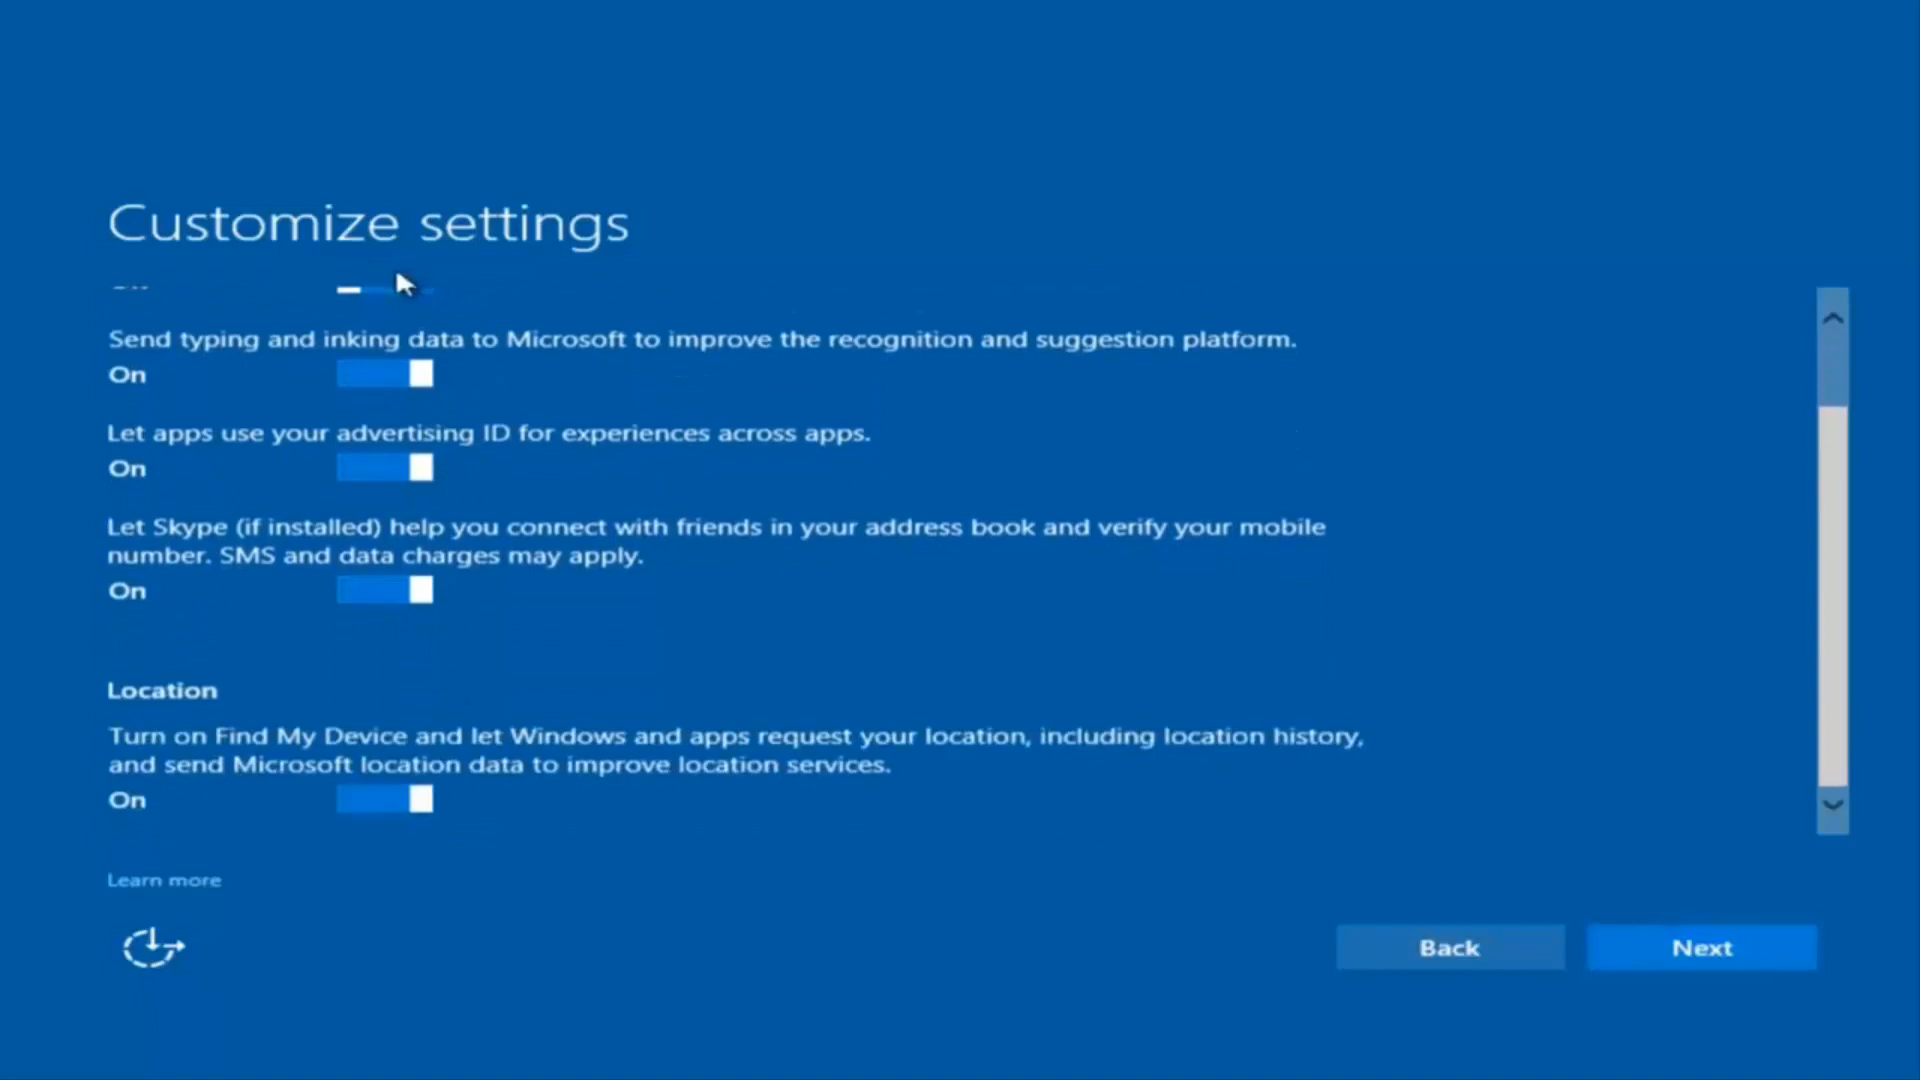 Customize settings
Send typing and inking data to Microsoft to improve the recognition and suggestion platform.
On
Let apps use your advertising ID for experiences across apps.
On
Let Skype (if installed) help you connect with friends in your address book and verify your mobile
number. SMS and data charges may apply.
On
Location
Turn on Find My Device and let Windows and apps request your location, including location history,
and send Microsoft location data to improve location services.
On
Learn more
Back
Next